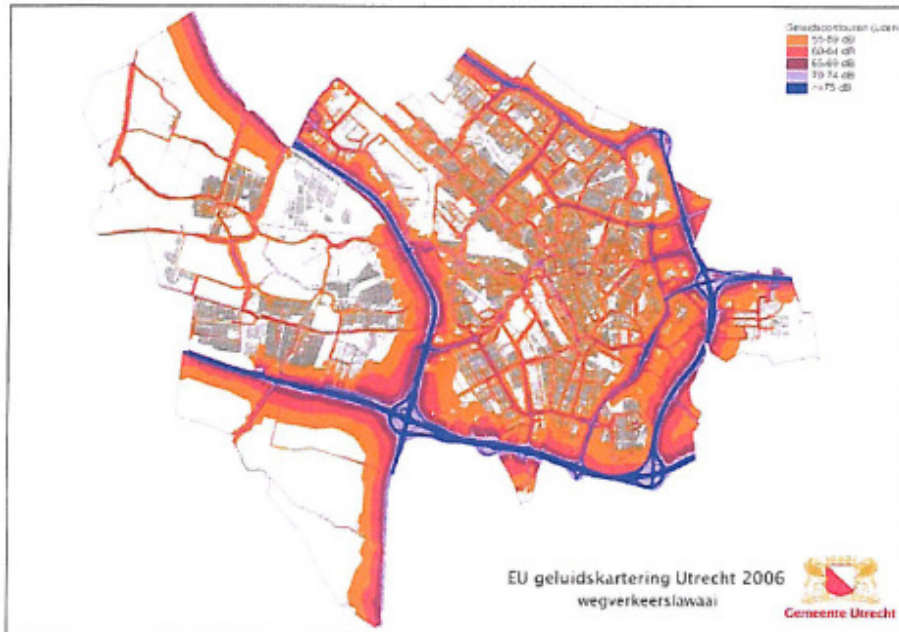 Geluidscontouren (Lden)
55-59 dB
60-64 dB
65-69 dB
70-74 dB
>=75 dB
EU geluidskartering Utrecht 2006
wegverkeerslawaai
Gemeente Utrecht